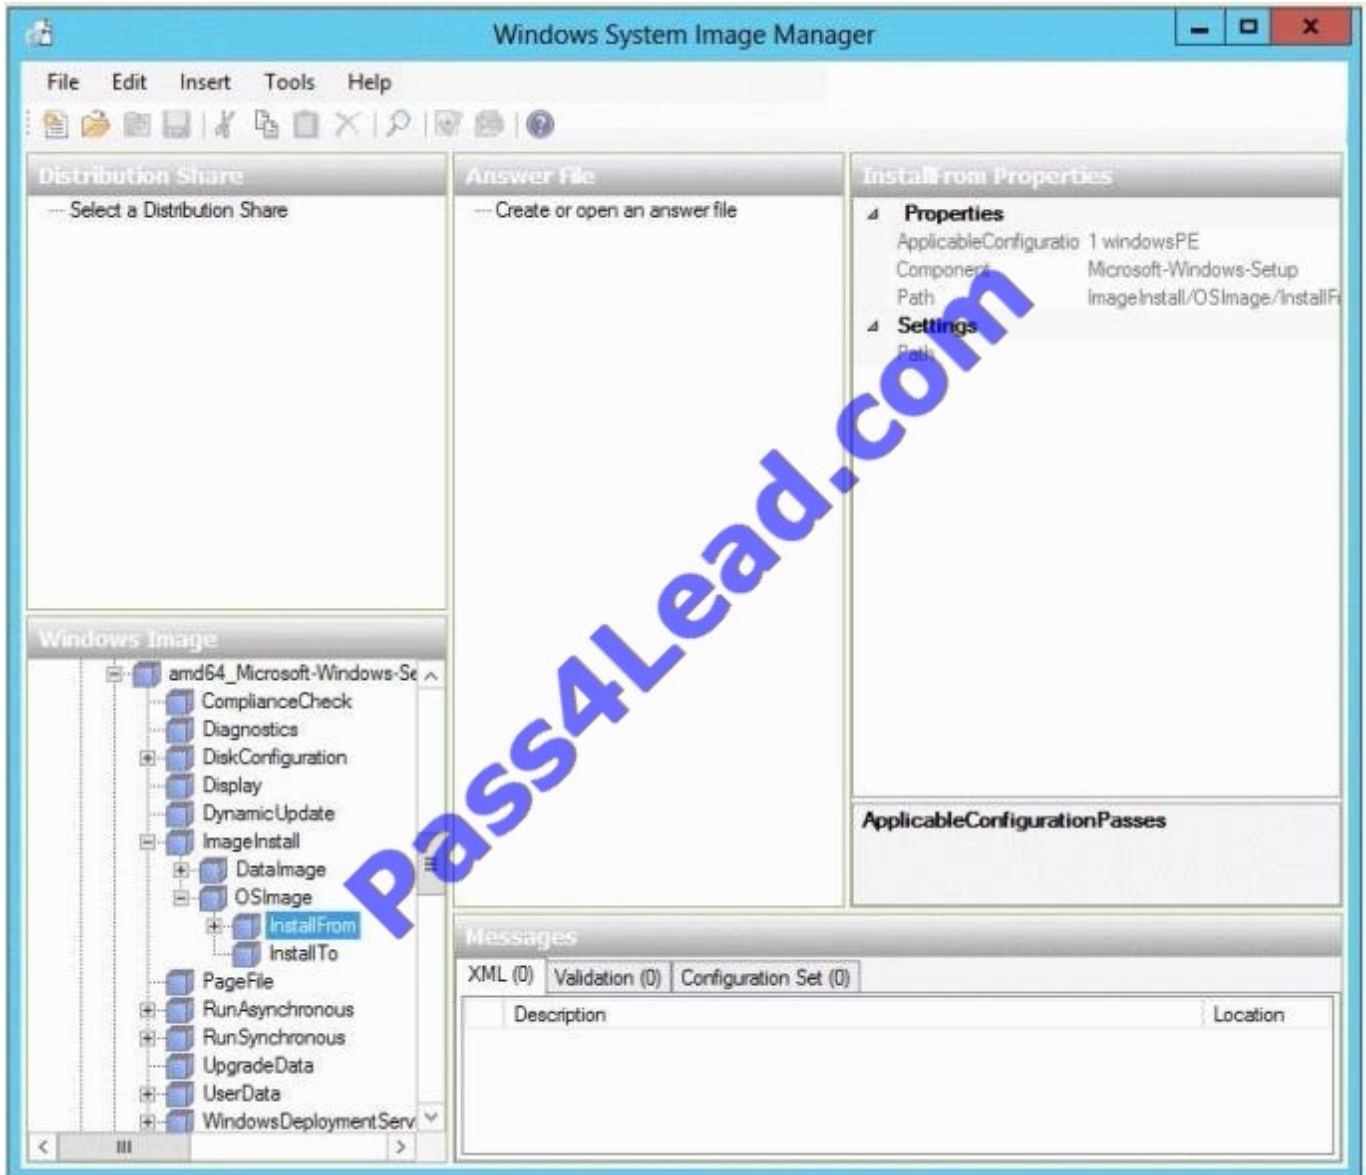 Windows System Image Manager
File Edit Insert Tools Help
Distribution Share
Select a Distribution Share
Answer File
Create or open an answer file
InstallFrom Properties
Properties
ApplicableConfiguratio 1 windowsPE
Component Microsoft-Windows-Setup
Path ImageInstall/OSImage/InstallFr
Settings
Path
ApplicableConfigurationPasses
Windows Image
amd64_Microsoft-Windows-Se
ComplianceCheck
Diagnostics
DiskConfiguration
Display
DynamicUpdate
ImageInstall
DataImage
OSImage
InstallFrom
InstallTo
PageFile
RunAsynchronous
RunSynchronous
UpgradeData
UserData
WindowsDeploymentServ
Messages
XML (0) Validation (0) Configuration Set (0)
Description Location
Pass4Lead.com